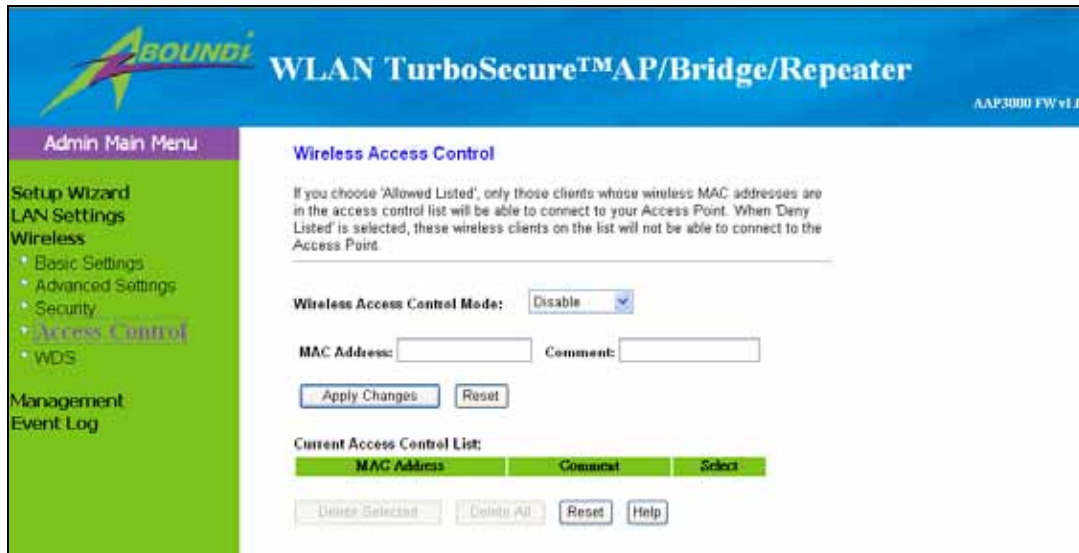 ABOUNDi
WLAN TurboSecure™AP/Bridge/Repeater
AAP3000 FW v1.
Admin Main Menu
Setup Wizard
LAN Settings
Wireless
Basic Settings
Advanced Settings
Security
Access Control
WDS
Management
Event Log
Wireless Access Control
If you choose 'Allowed Listed', only those clients whose wireless MAC addresses are
in the access control list will be able to connect to your Access Point. When 'Deny
Listed' is selected, these wireless clients on the list will not be able to connect to the
Access Point.
Wireless Access Control Mode: Disable
MAC Address: Comment:
Apply Changes Reset
Current Access Control List:
MAC Address Comment Select
Delete Selected Delete All Reset Help